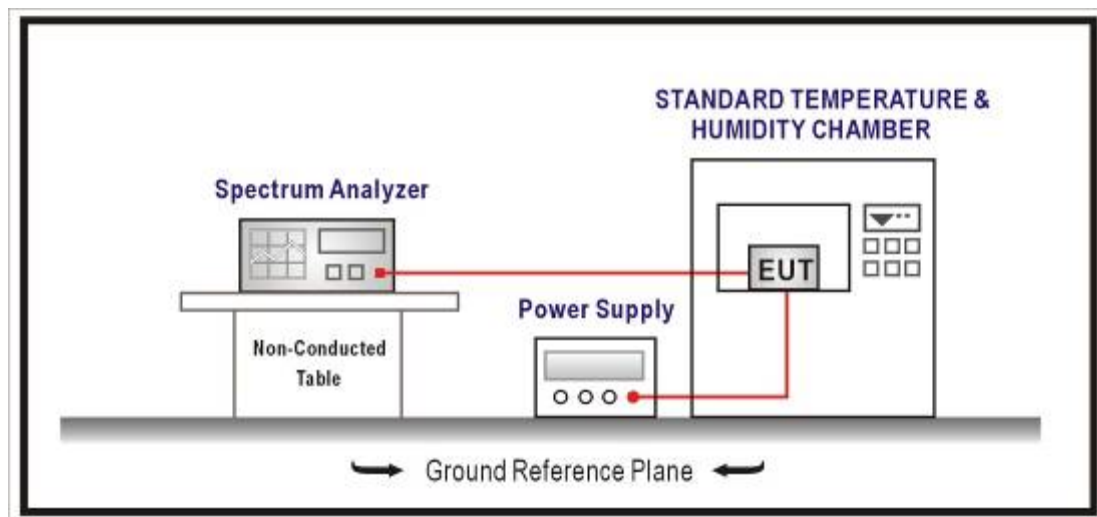 STANDARD TEMPERATURE &
HUMIDITY CHAMBER
Spectrum Analyzer
EUT
Power Supply
Non-Conducted
Table
Ground Reference Plane